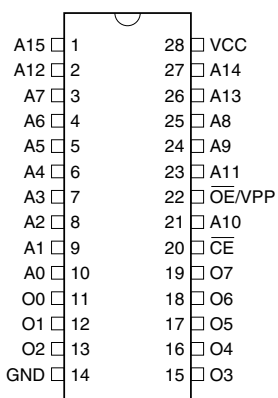 A15 1 28 VCC
A12 2 27 A14
A7 3 26 A13
A6 4 25 A8
A5 5 24 A9
A4 6 23 A11
A3 7 22 O̅E̅/VPP
A2 8 21 A10
A1 9 20 C̅E̅
A0 10 19 O7
O0 11 18 O6
O1 12 17 O5
O2 13 16 O4
GND 14 15 O3